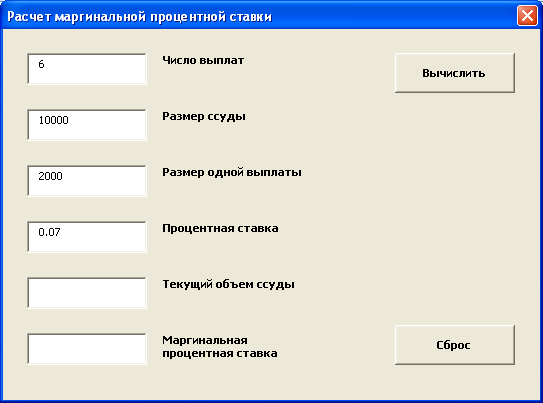 Расчет маргинальной процентной ставки
6
Число выплат
Вычислить
10000
Размер ссуды
2000
Размер одной выплаты
0.07
Процентная ставка
Текущий объем ссуды
Маргинальная
процентная ставка
Сброс